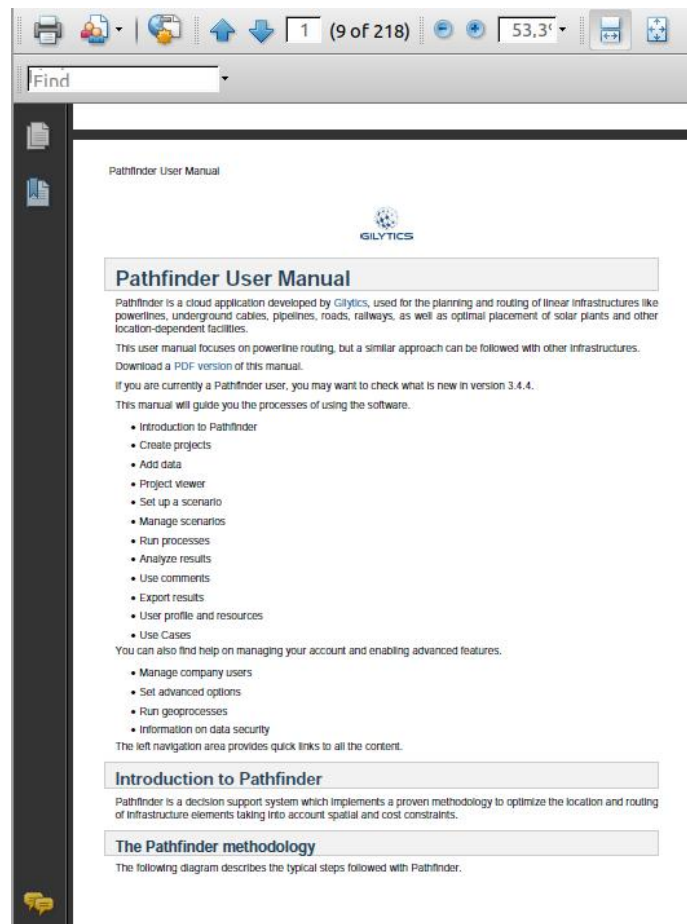 1 (9 of 218) 53,3
Find
Pathfinder User Manual
GILYTICS
Pathfinder User Manual
Pathfinder is a cloud application developed by Gilytics, used for the planning and routing of linear infrastructures like
powerlines, underground cables, pipelines, roads, railways, as well as optimal placement of solar plants and other
location-dependent facilities.
This user manual focuses on powerline routing, but a similar approach can be followed with other infrastructures.
Download a PDF version of this manual.
If you are currently a Pathfinder user, you may want to check what is new in version 3.4.4.
This manual will guide you the processes of using the software.
• Introduction to Pathfinder
• Create projects
• Add data
• Project viewer
• Set up a scenario
• Manage scenarios
• Run processes
• Analyze results
• Use comments
• Export results
• User profile and resources
• Use Cases
You can also find help on managing your account and enabling advanced features.
• Manage company users
• Set advanced options
• Run geoprocesses
• Information on data security
The left navigation area provides quick links to all the content.
Introduction to Pathfinder
Pathfinder is a decision support system which implements a proven methodology to optimize the location and routing
of infrastructure elements taking into account spatial and cost constraints.
The Pathfinder methodology
The following diagram describes the typical steps followed with Pathfinder.